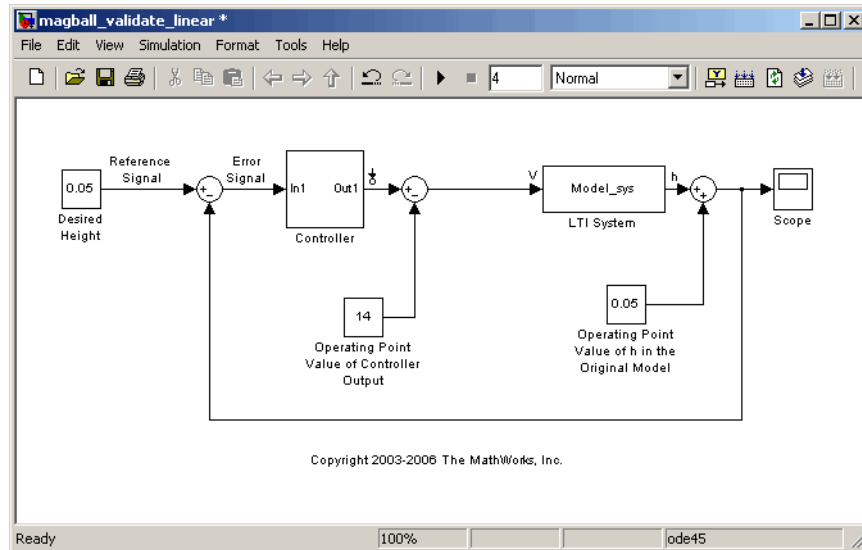 magball_validate_linear *
File Edit View Simulation Format Tools Help
4 Normal
Reference
Signal
Error
Signal
0.05
Desired
Height
+
-
In1 Out1
Controller
+
-
V
Model_sys
LTI System
h
+
+
Scope
14
Operating Point
Value of Controller
Output
0.05
Operating Point
Value of h in the
Original Model
Copyright 2003-2006 The MathWorks, Inc.
Ready 100% ode45